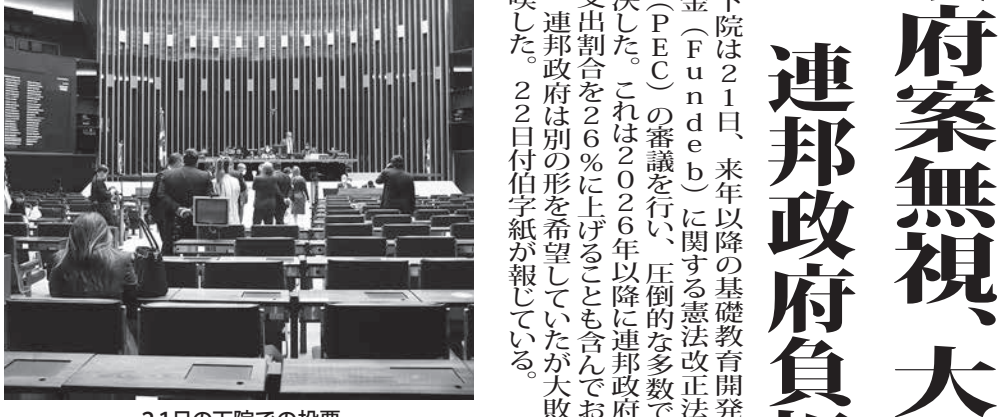 府案無視、大
連邦政府負
下院は21日、来年以降の基礎教育開発
金（Fundeb）に関する憲法改正法
（PEC）の審議を行い、圧倒的な多数で
決した。これは2026年以降に連邦政府
支出割合を26%に上げることも含んでお
連邦政府は別の形を希望していたが大敗
喫した。22日付伯字紙が報じている。
21日の下院での投票